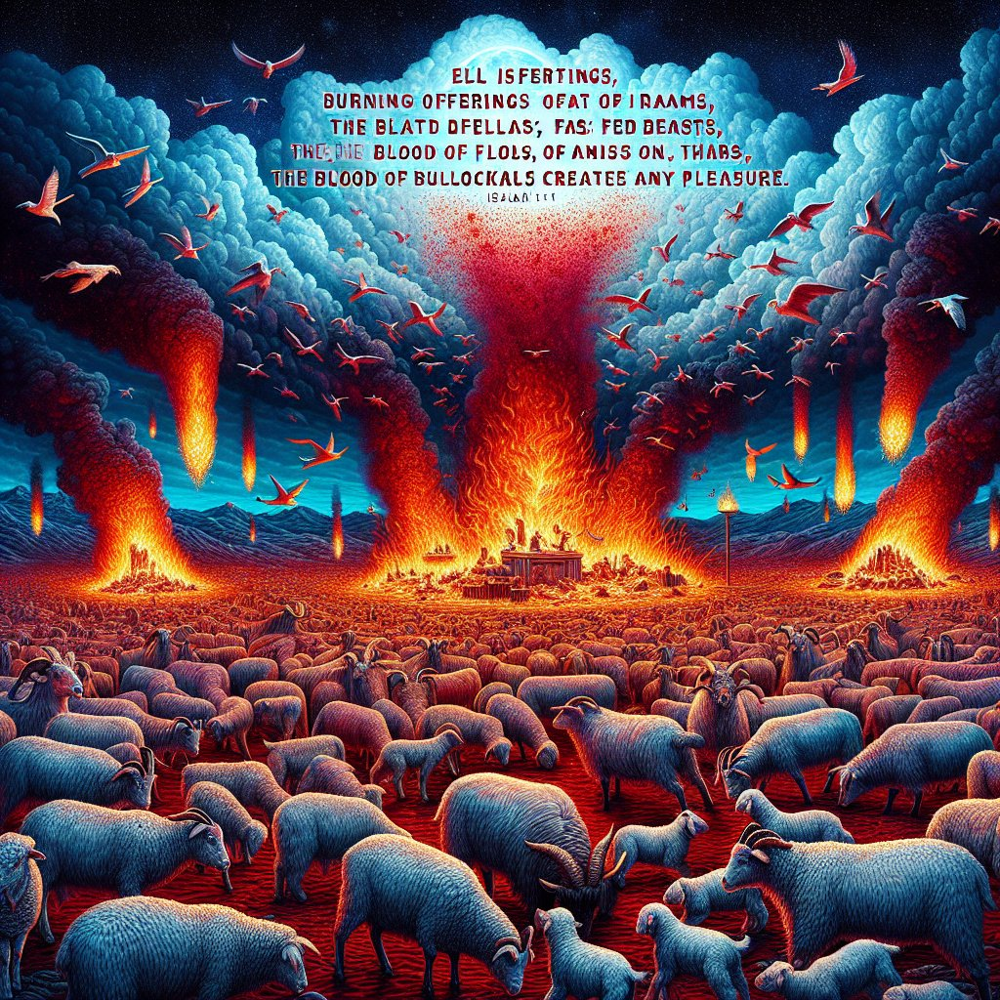 ELL ISFERTINGS,
BURNING OFFERINGS OFAT OF I RAAMS,
THE BLATD DFELLAS', FAS: FED BEASTS,
BLOOD OF FLOLS, OF ANISS ON, THABS,
THE BLOOD OF BULLOCKALS CREATES ANY PLEASURE.